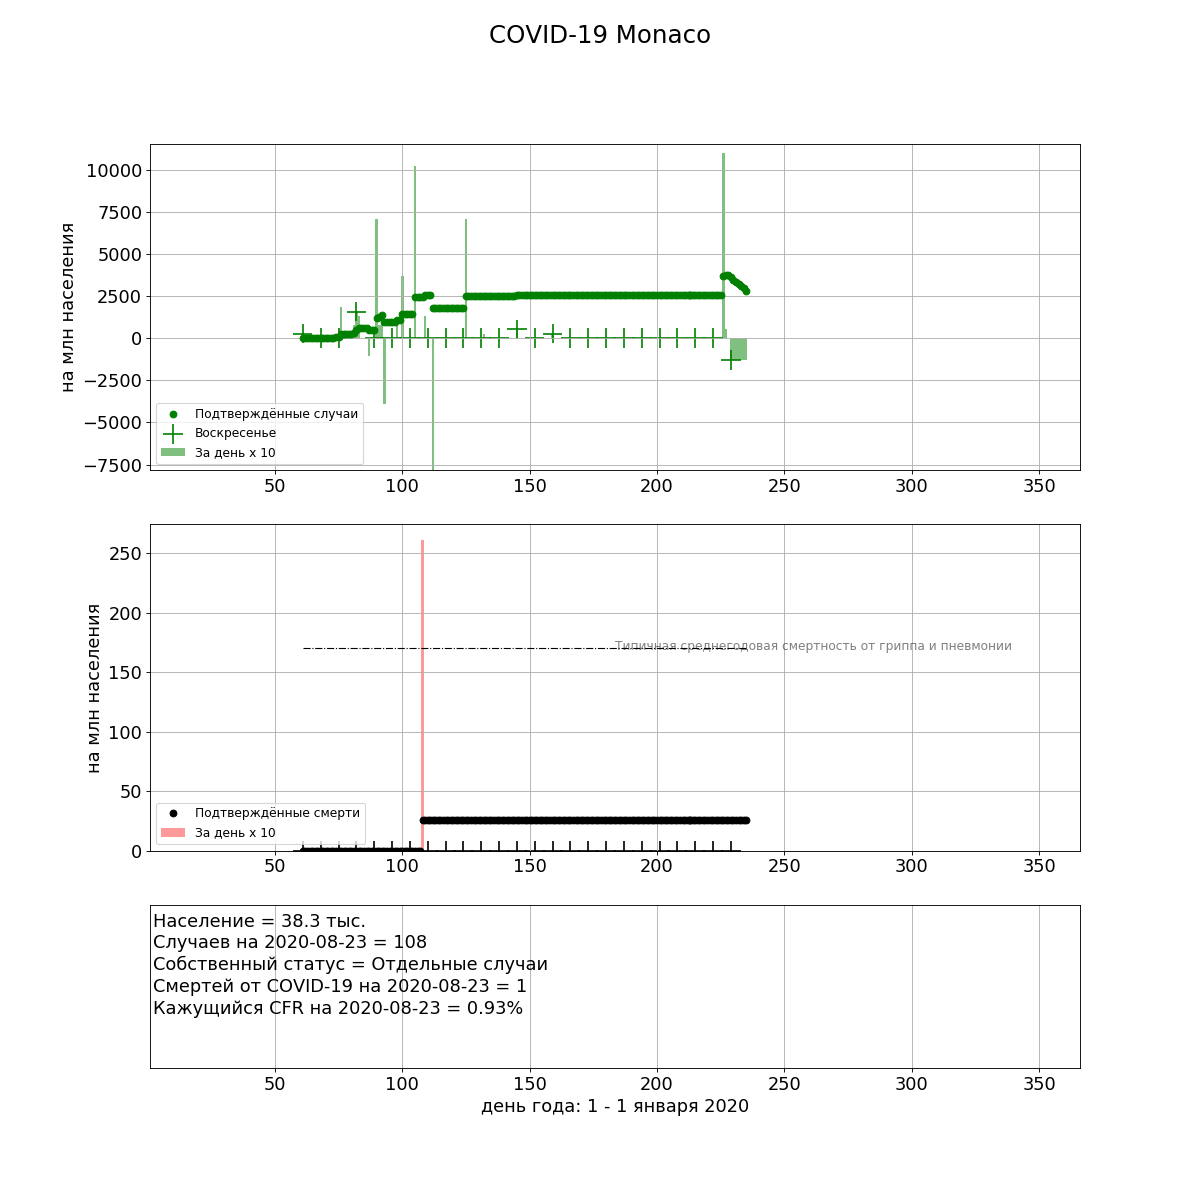 COVID-19 Monaco
на млн населения
10000
7500
5000
2500
0
−2500
−5000
−7500
Подтверждённые случаи
Воскресенье
За день x 10
50 100 150 200 250 300 350
на млн населения
250
200
150
100
50
0
Типичная среднегодовая смертность от гриппа и пневмонии
Подтверждённые смерти
За день x 10
50 100 150 200 250 300 350
Население = 38.3 тыс.
Случаев на 2020-08-23 = 108
Собственный статус = Отдельные случаи
Смертей от COVID-19 на 2020-08-23 = 1
Кажущийся CFR на 2020-08-23 = 0.93%
50 100 150 200 250 300 350
день года: 1 - 1 января 2020